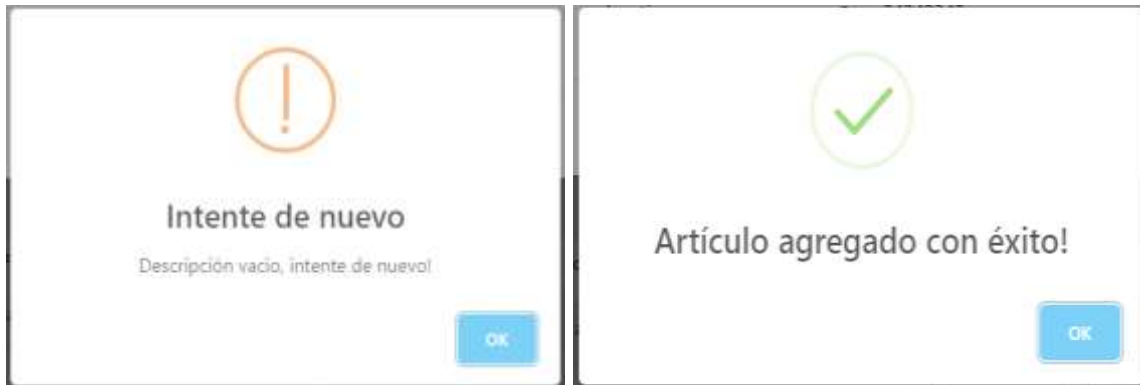 Intente de nuevo
Descripción vacio, intente de nuevo!
OK
Artículo agregado con éxito!
OK